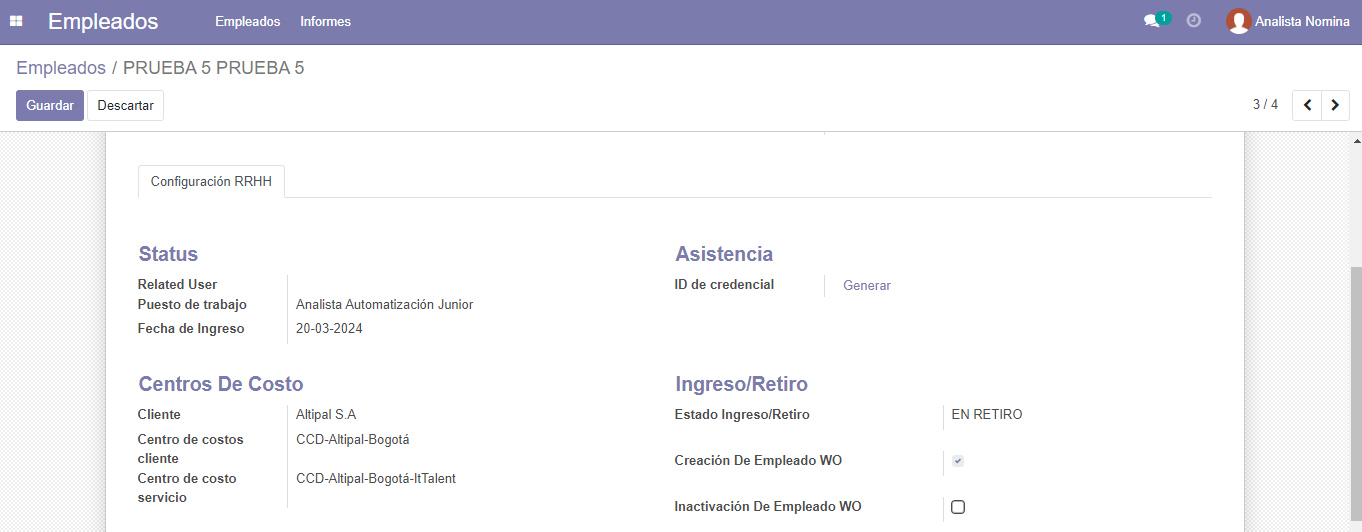 Empleados Empleados Informes 1 Analista Nomina
Empleados / PRUEBA 5 PRUEBA 5
Guardar Descartar 3 / 4
Configuración RRHH
Status
Related User
Puesto de trabajo Analista Automatización Junior
Fecha de Ingreso 20-03-2024
Asistencia
ID de credencial Generar
Centros De Costo
Cliente Altipal S.A
Centro de costos CCD-Altipal-Bogotá
cliente
Centro de costo CCD-Altipal-Bogotá-ItTalent
servicio
Ingreso/Retiro
Estado Ingreso/Retiro EN RETIRO
Creación De Empleado WO
Inactivación De Empleado WO